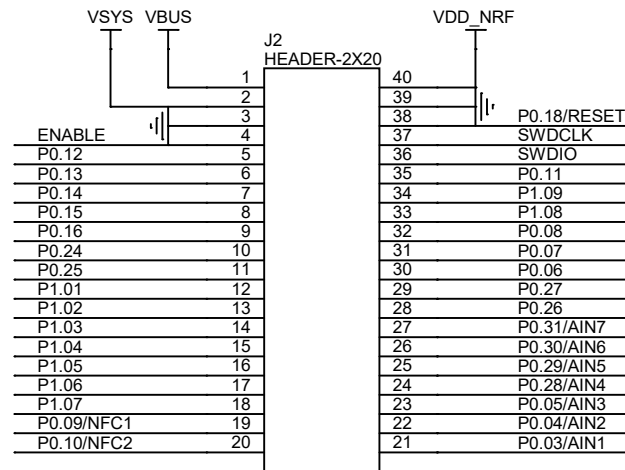 VSYS VBUS VDD_NRF
J2
HEADER-2X20
1 40
2 39
3 38 P0.18/RESET
ENABLE 4 37 SWDCLK
P0.12 5 36 SWDIO
P0.13 6 35 P0.11
P0.14 7 34 P1.09
P0.15 8 33 P1.08
P0.16 9 32 P0.08
P0.24 10 31 P0.07
P0.25 11 30 P0.06
P1.01 12 29 P0.27
P1.02 13 28 P0.26
P1.03 14 27 P0.31/AIN7
P1.04 15 26 P0.30/AIN6
P1.05 16 25 P0.29/AIN5
P1.06 17 24 P0.28/AIN4
P1.07 18 23 P0.05/AIN3
P0.09/NFC1 19 22 P0.04/AIN2
P0.10/NFC2 20 21 P0.03/AIN1